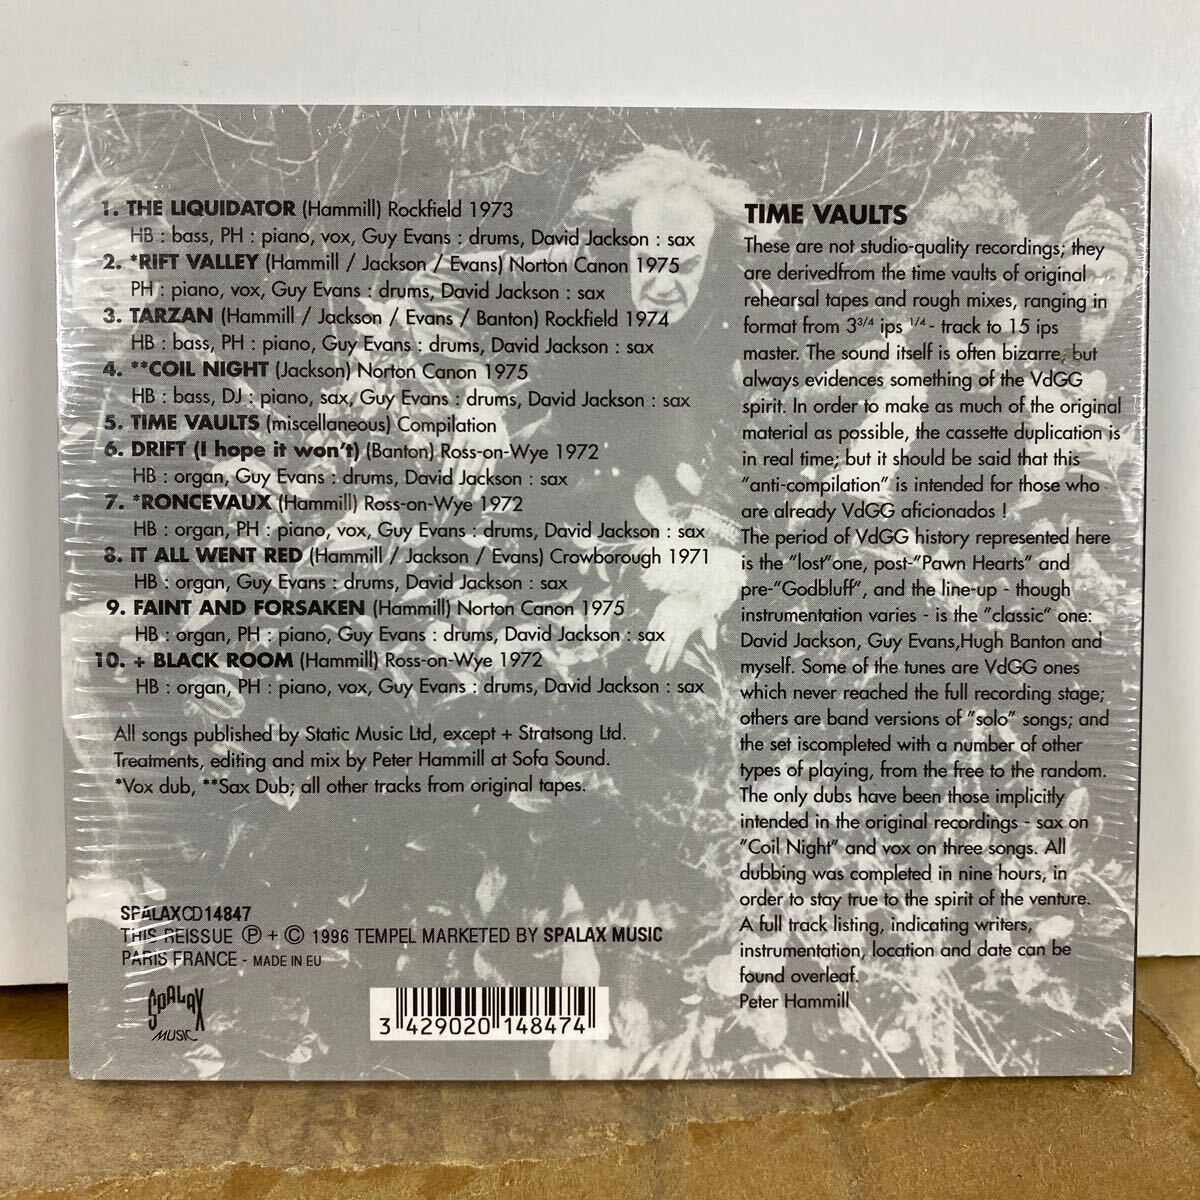 1. THE LIQUIDATOR (Hammill) Rockfield 1973
HB : bass, PH : piano, vox, Guy Evans : drums, David Jackson : sax
2. *RIFT VALLEY (Hammill / Jackson / Evans) Norton Canon 1975
PH : piano, vox, Guy Evans : drums, David Jackson : sax
3. TARZAN (Hammill / Jackson / Evans / Banton) Rockfield 1974
HB : bass, PH : piano, Guy Evans : drums, David Jackson : sax
4. **COIL NIGHT (Jackson) Norton Canon 1975
HB : bass, DJ : piano, sax, Guy Evans : drums, David Jackson : sax
5. TIME VAULTS (miscellaneous) Compilation
6. DRIFT (I hope it won't) (Banton) Ross-on-Wye 1972
HB : organ, Guy Evans : drums, David Jackson : sax
7. *RONCEVAUX (Hammill) Ross-on-Wye 1972
HB : organ, PH : piano, vox, Guy Evans : drums, David Jackson : sax
8. IT ALL WENT RED (Hammill / Jackson / Evans) Crowborough 1971
HB : organ, Guy Evans : drums, David Jackson : sax
9. FAINT AND FORSAKEN (Hammill) Norton Canon 1975
HB : organ, PH : piano, Guy Evans : drums, David Jackson : sax
10. + BLACK ROOM (Hammill) Ross-on-Wye 1972
HB : organ, PH : piano, vox, Guy Evans : drums, David Jackson : sax
All songs published by Static Music Ltd, except + Stratsong Ltd.
Treatments, editing and mix by Peter Hammill at Sofa Sound.
*Vox dub, **Sax Dub; all other tracks from original tapes.
SPALAXCD14847
THIS REISSUE ℗ + © 1996 TEMPEL MARKETED BY SPALAX MUSIC
PARIS FRANCE - MADE IN EU
SPALAX
MUSIC
3 429020 148474
TIME VAULTS
These are not studio-quality recordings; they
are derivedfrom the time vaults of original
rehearsal tapes and rough mixes, ranging in
format from 3 3/4 ips 1/4 - track to 15 ips
master. The sound itself is often bizarre, but
always evidences something of the VdGG
spirit. In order to make as much of the original
material as possible, the cassette duplication is
in real time; but it should be said that this
"anti-compilation" is intended for those who
are already VdGG aficionados !
The period of VdGG history represented here
is the "lost"one, post-"Pawn Hearts" and
pre-"Godbluff", and the line-up - though
instrumentation varies - is the "classic" one:
David Jackson, Guy Evans,Hugh Banton and
myself. Some of the tunes are VdGG ones
which never reached the full recording stage;
others are band versions of "solo" songs; and
the set iscompleted with a number of other
types of playing, from the free to the random.
The only dubs have been those implicitly
intended in the original recordings - sax on
"Coil Night" and vox on three songs. All
dubbing was completed in nine hours, in
order to stay true to the spirit of the venture.
A full track listing, indicating writers,
instrumentation, location and date can be
found overleaf.
Peter Hammill